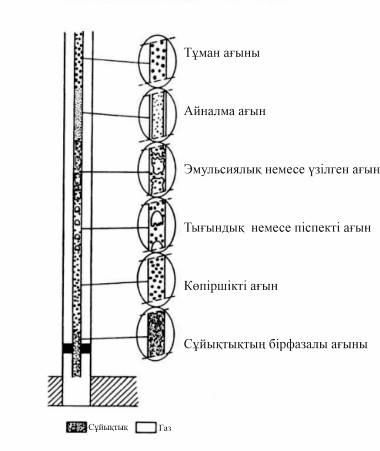 Тұман ағыны
Айналма ағын
Эмульсиялық немесе үзілген ағын
Тығындық немесе піспекті ағын
Көпіршікті ағын
Сұйықтықтың бірфазалы ағыны
Сұйықтық Газ